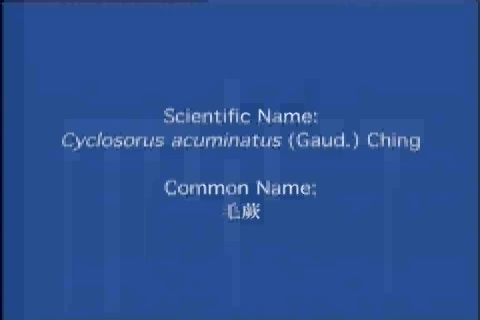 Scientific Name:
Cyclosorus acuminatus (Gaud.) Ching
Common Name:
毛蕨